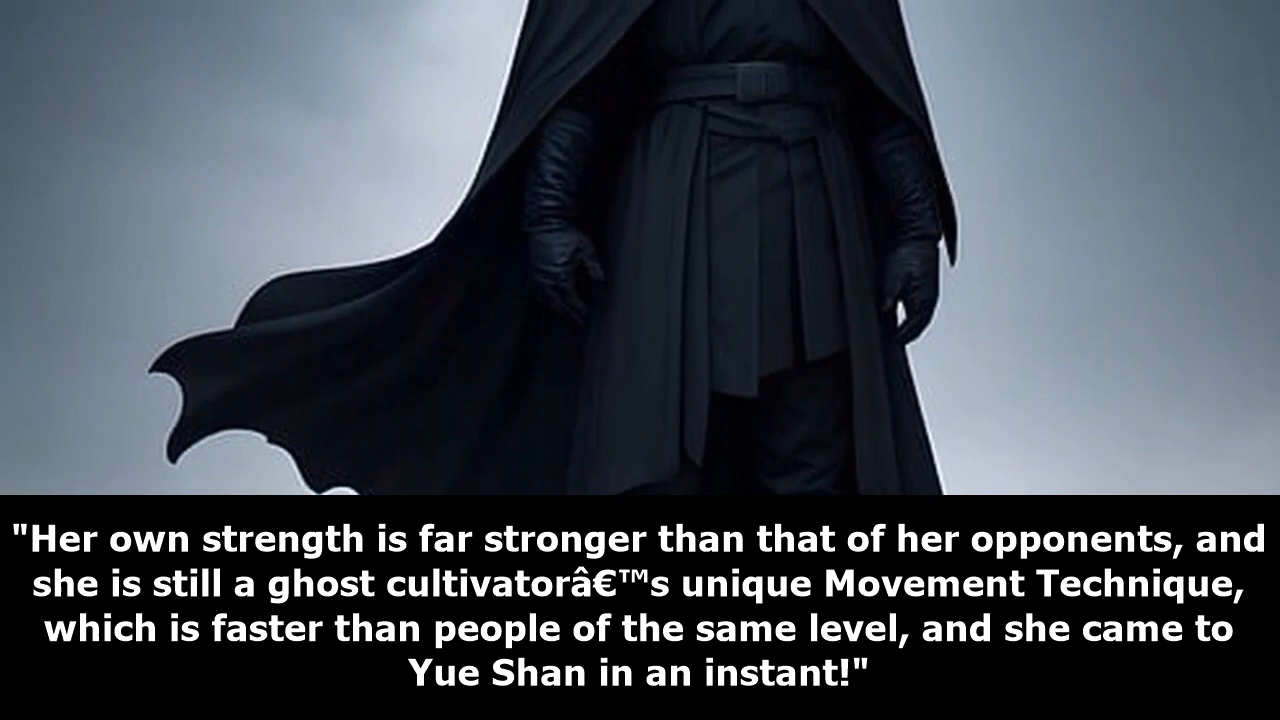 "Her own strength is far stronger than that of her opponents, and
she is still a ghost cultivatorâ€™s unique Movement Technique,
which is faster than people of the same level, and she came to
Yue Shan in an instant!"